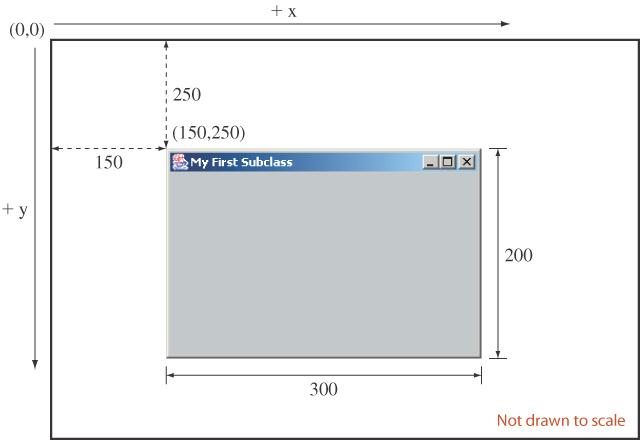 + x
(0,0)
250
(150,250)
150
My First Subclass
+ y
200
300
Not drawn to scale